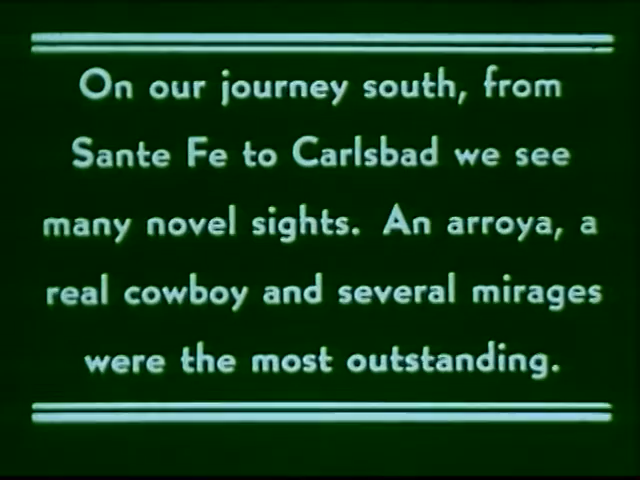 On our journey south, from
Sante Fe to Carlsbad we see
many novel sights. An arroya, a
real cowboy and several mirages
were the most outstanding.